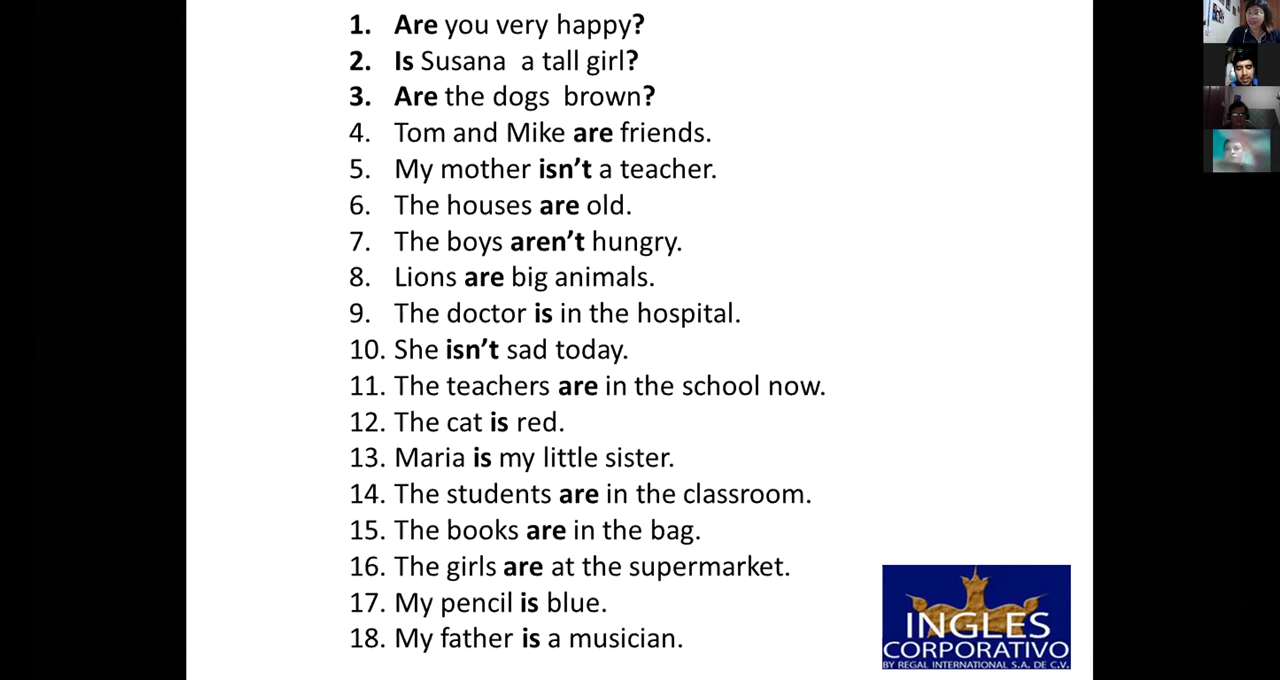 1. Are you very happy?
2. Is Susana a tall girl?
3. Are the dogs brown?
4. Tom and Mike are friends.
5. My mother isn't a teacher.
6. The houses are old.
7. The boys aren't hungry.
8. Lions are big animals.
9. The doctor is in the hospital.
10. She isn't sad today.
11. The teachers are in the school now.
12. The cat is red.
13. Maria is my little sister.
14. The students are in the classroom.
15. The books are in the bag.
16. The girls are at the supermarket.
17. My pencil is blue.
18. My father is a musician.
INGLES
CORPORATIVO
BY REGAL INTERNATIONAL S.A. DE C.V.